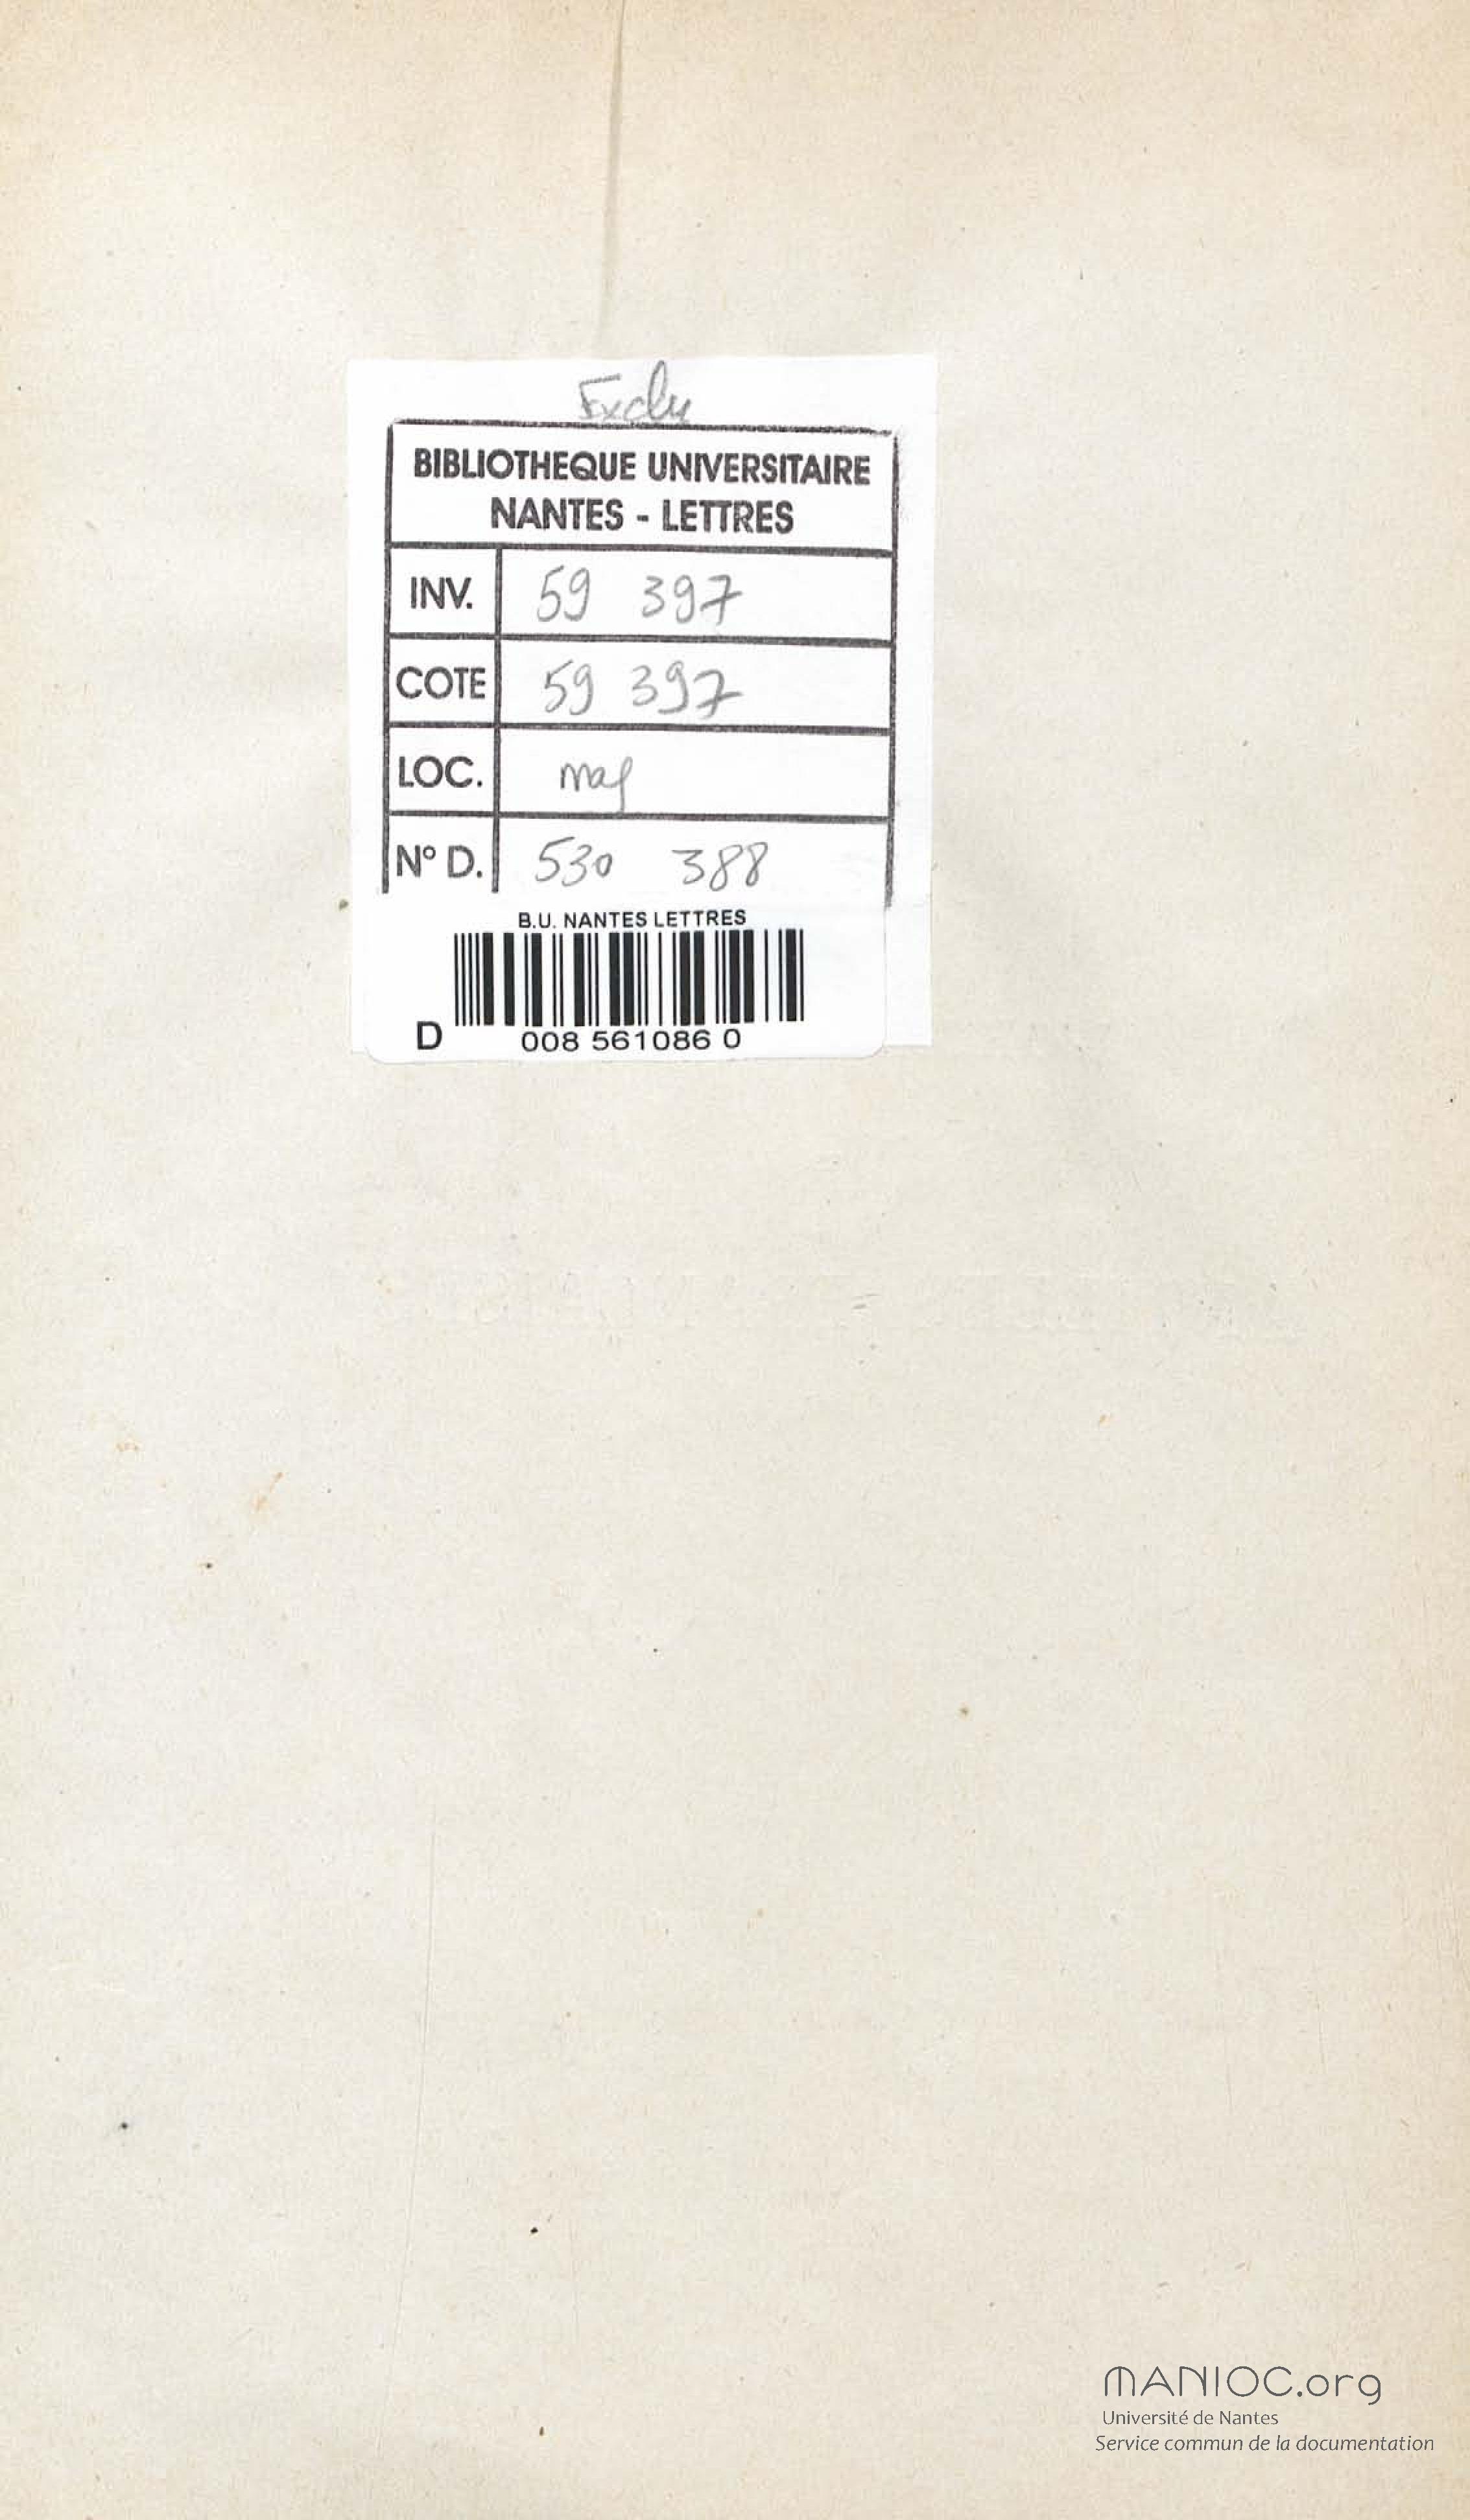 Exclu
BIBLIOTHEQUE UNIVERSITAIRE
NANTES - LETTRES
INV. 59 397
COTE 59 397
LOC. mag
N° D. 530 388
B.U. NANTES LETTRES
D 008 561086 0
MANIOC.org
Université de Nantes
Service commun de la documentation